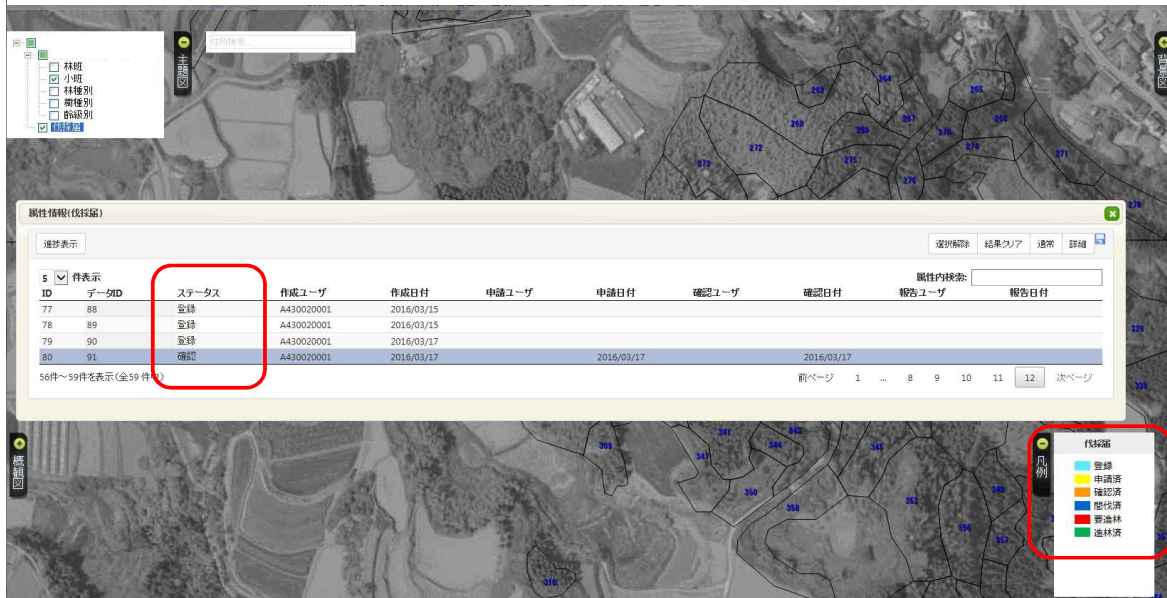 住所検索...
林班
小班
林種別
樹種別
齢級別
伐採届
主題図
背景図
262
264
265
266
267
268
269
270
271
272
273
274
275
276
278
属性情報(伐採届)
進捗表示
選択解除 結果クリア 通常 詳細
5 件表示
属性内検索:
ID データID ステータス 作成ユーザ 作成日付 申請ユーザ 申請日付 確認ユーザ 確認日付 報告ユーザ 報告日付
77 88 登録 A430020001 2016/03/15
78 89 登録 A430020001 2016/03/15
79 90 登録 A430020001 2016/03/17
80 91 確認 A430020001 2016/03/17 2016/03/17 2016/03/17
56件～59件を表示(全59件中)
前ページ 1 ... 8 9 10 11 12 次ページ
326
339
概観図
309
341
343
344
345
347
349
350
352
356
357
358
310
凡例
伐採届
登録
申請済
確認済
間伐済
要造林
造林済